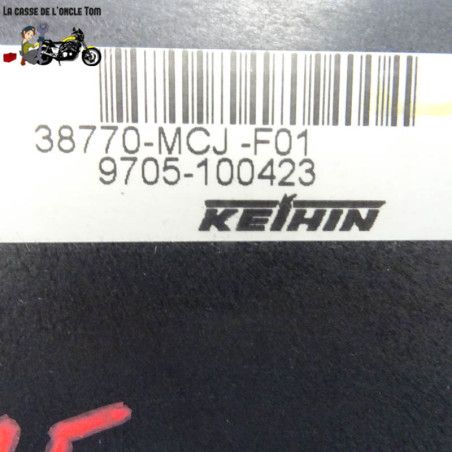 La casse de l'oncle Tom
38770-MCJ -F01
9705-100423
KEIHIN